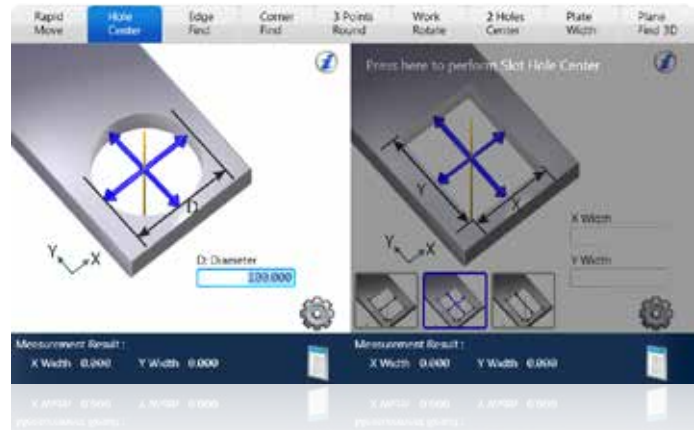 Rapid Move
Hole Center
Edge Find
Corner Find
3 Points Round
Work Rotate
2 Holes Center
Plate Width
Plane Find 3D
D
Y X
D: Diameter
100.000
Measurement Result:
X Width 0.000 Y Width 0.000
Press here to perform Slot Hole Center
Y X
Y X
X Width
Y Width
Measurement Result:
X Width 0.000 Y Width 0.000